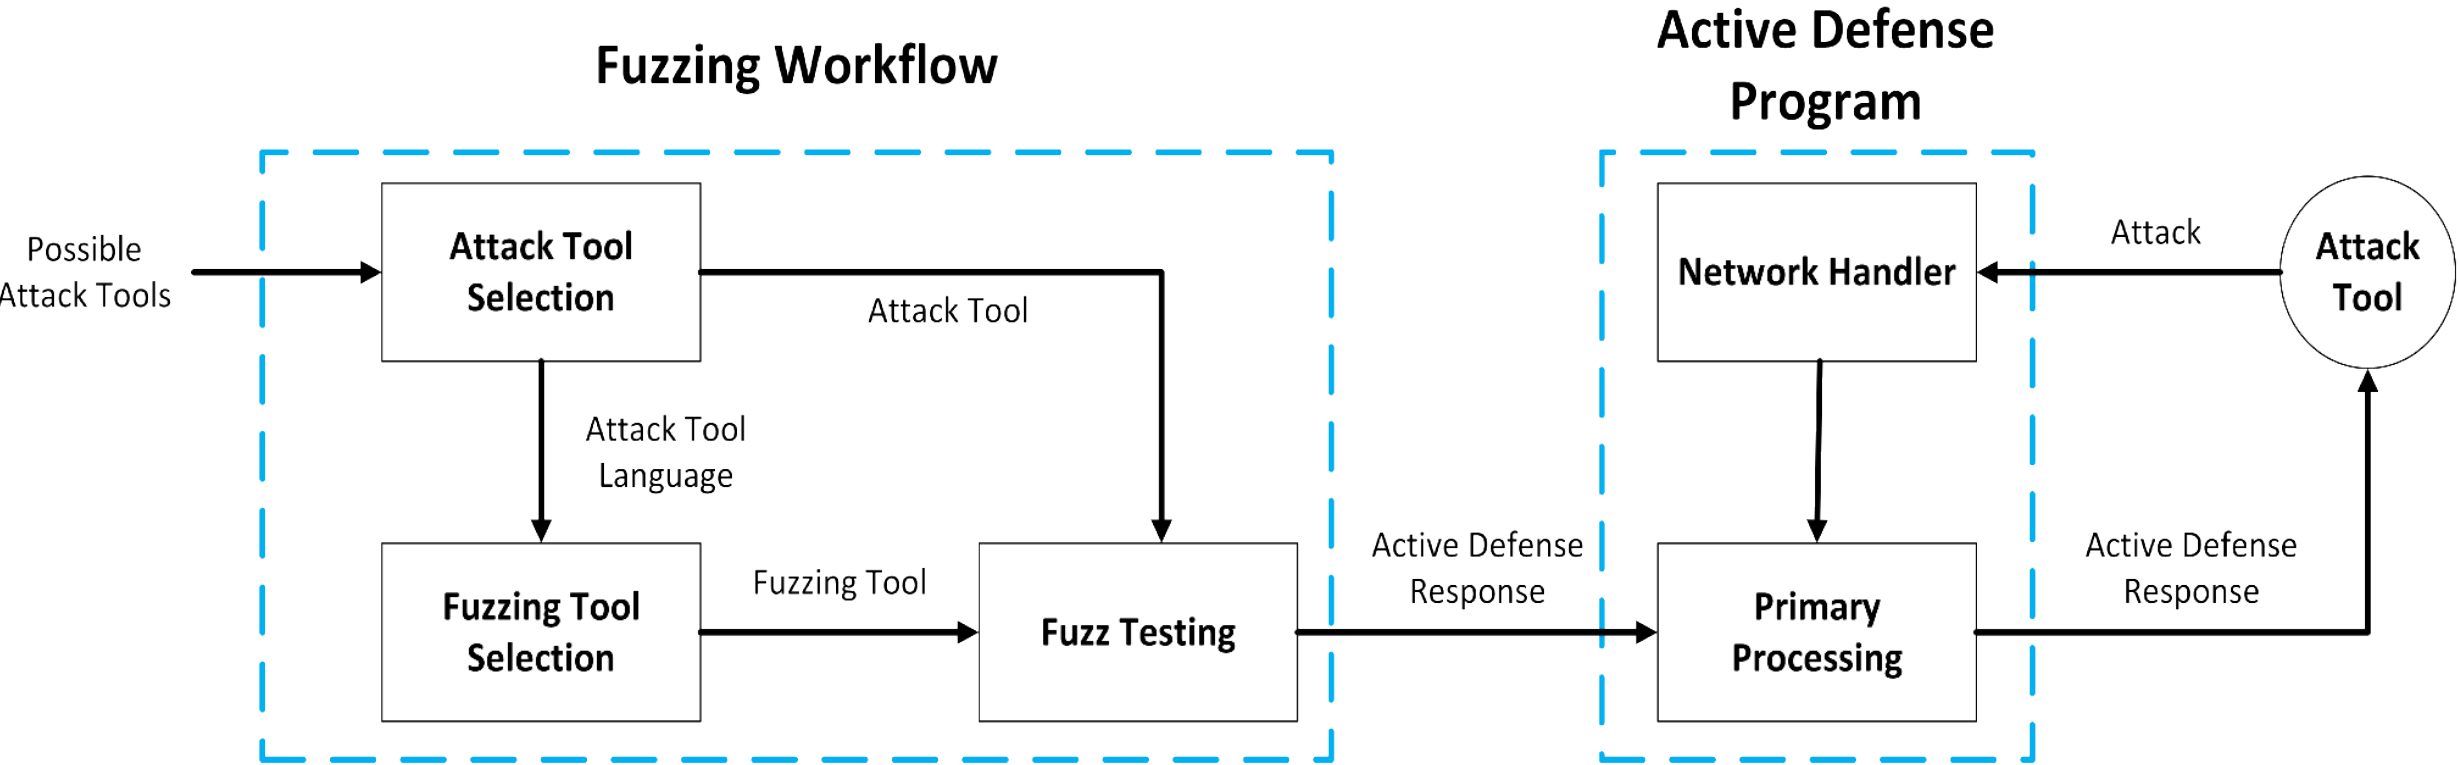 Fuzzing Workflow
Active Defense
Program
Possible
Attack Tools
Attack Tool
Selection
Attack Tool
Attack Tool
Language
Fuzzing Tool
Selection
Fuzzing Tool
Fuzz Testing
Active Defense
Response
Network Handler
Attack
Attack
Tool
Primary
Processing
Active Defense
Response